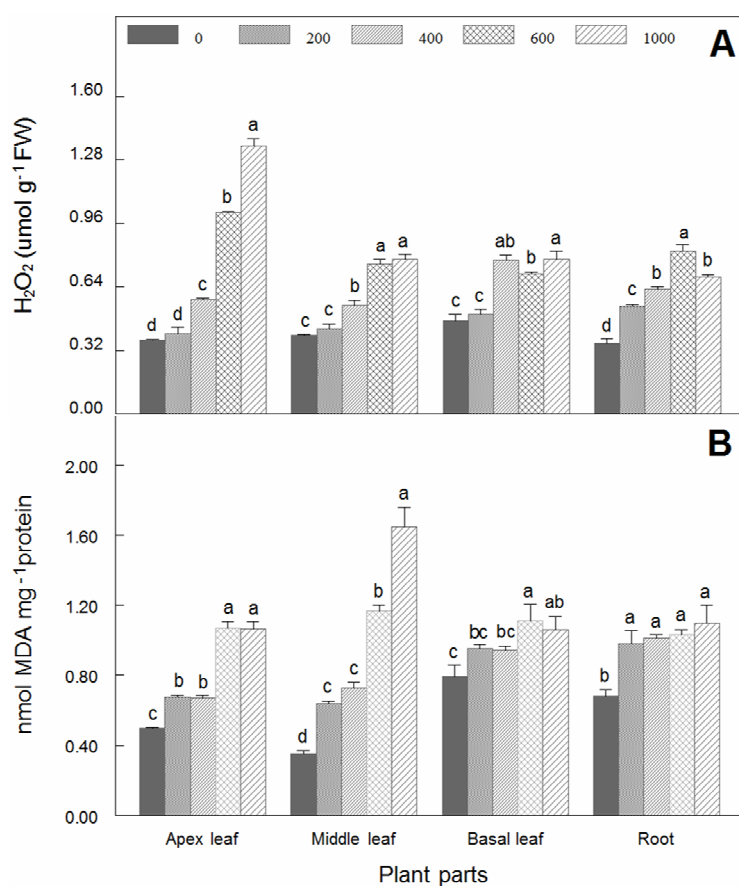 0 200 400 600 1000
A
H₂O₂ (umol g⁻¹ FW)
1.60
1.28
0.96
0.64
0.32
0.00
d d c b a
c c b a a
c c ab b a
d c b a b
B
nmol MDA mg⁻¹protein
2.00
1.60
1.20
0.80
0.40
0.00
c b b a a
d c c b a
c bc bc a ab
b a a a a
Apex leaf Middle leaf Basal leaf Root
Plant parts